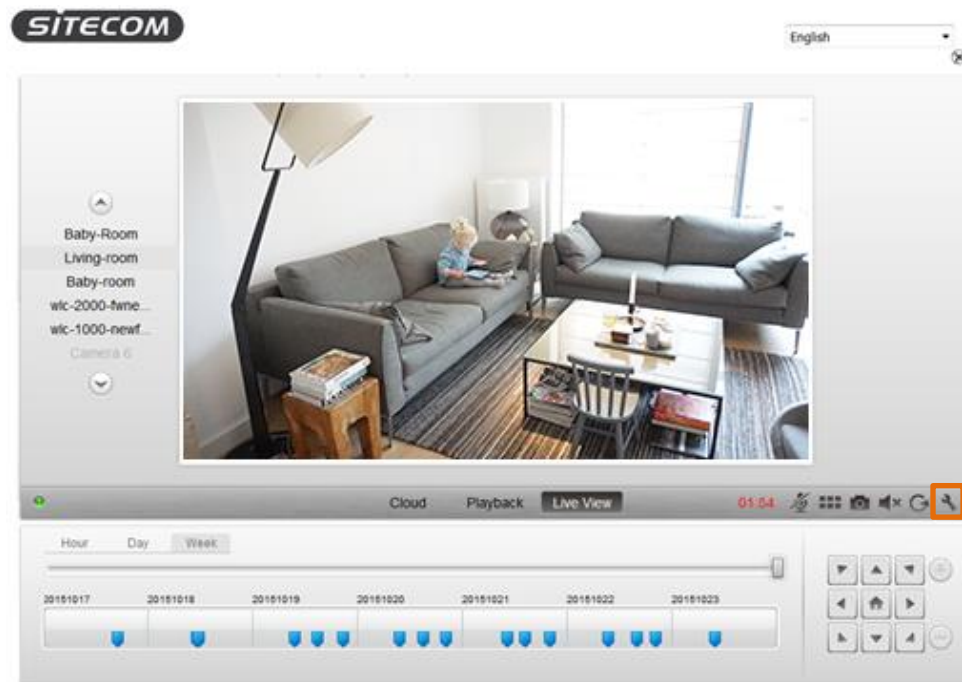 SITECOM
English
Baby-Room
Living-room
Baby-room
wlc-2000-fwne...
wlc-1000-newf...
Camera 6
Cloud Playback Live View 01:54
Hour Day Week
20151017 20151018 20151019 20151020 20151021 20151022 20151023